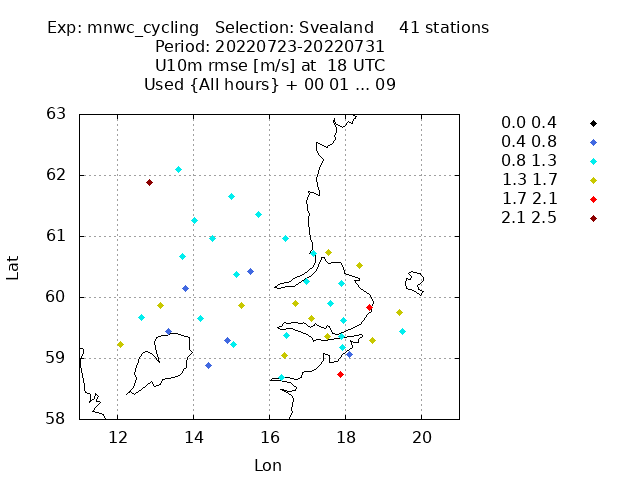 Exp: mnwc_cycling Selection: Svealand 41 stations
Period: 20220723-20220731
U10m rmse [m/s] at 18 UTC
Used {All hours} + 00 01 ... 09
63
62
61
60
59
58
12 14 16 18 20
Lat
Lon
0.0 0.4
0.4 0.8
0.8 1.3
1.3 1.7
1.7 2.1
2.1 2.5